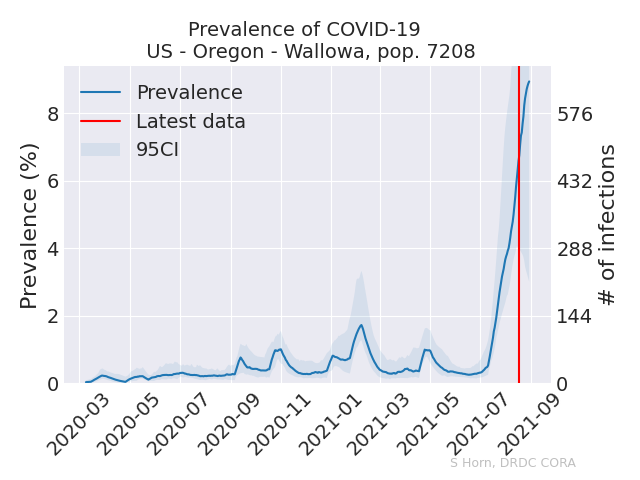 Prevalence of COVID-19
US - Oregon - Wallowa, pop. 7208
Prevalence
Latest data
95CI
Prevalence (%)
8
6
4
2
0
576
432
288
144
0
# of infections
2020-03
2020-05
2020-07
2020-09
2020-11
2021-01
2021-03
2021-05
2021-07
2021-09
S Horn, DRDC CORA